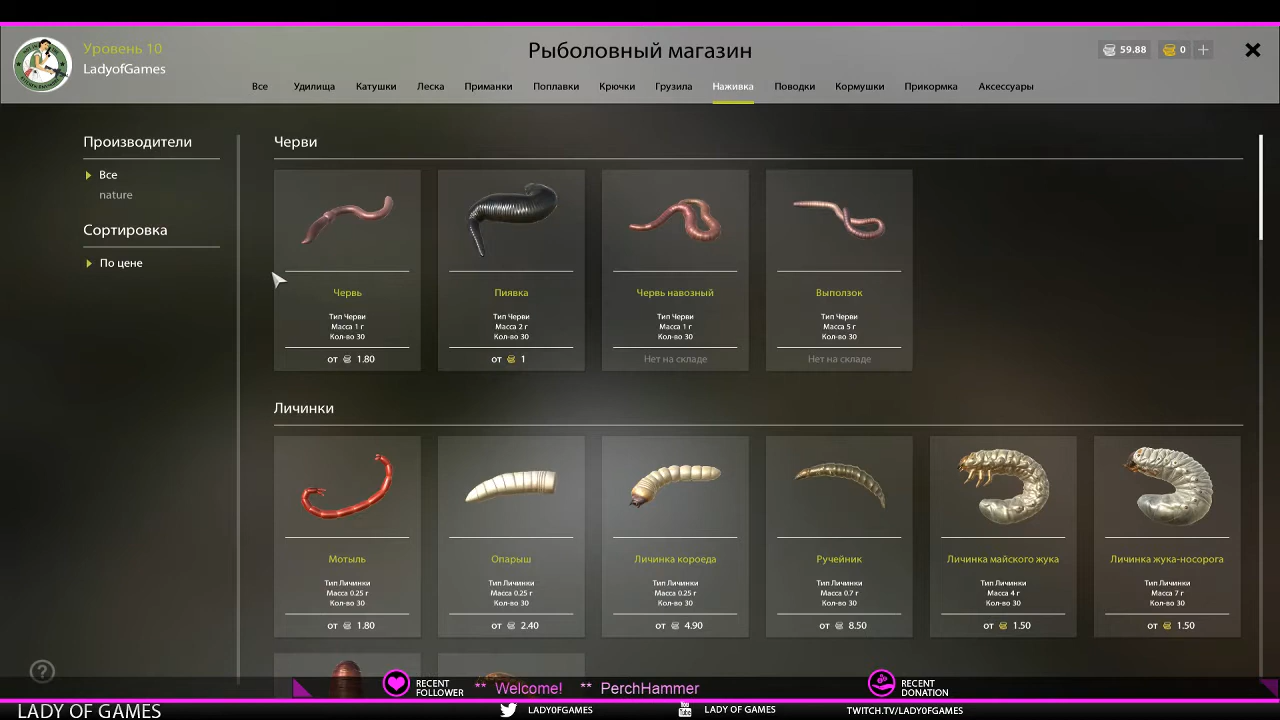 Уровень 10
LadyofGames
Рыболовный магазин
59.88
0
Все Удилища Катушки Леска Приманки Поплавки Крючки Грузила Наживка Поводки Кормушки Прикормка Аксессуары
Производители
Все
nature
Сортировка
По цене
Черви
Червь
Тип Черви
Масса 1 г
Кол-во 30
от 1.80
Пиявка
Тип Черви
Масса 2 г
Кол-во 30
от 1
Червь навозный
Тип Черви
Масса 1 г
Кол-во 30
Нет на складе
Выползок
Тип Черви
Масса 5 г
Кол-во 30
Нет на складе
Личинки
Мотыль
Тип Личинки
Масса 0.25 г
Кол-во 30
от 1.80
Опарыш
Тип Личинки
Масса 0.25 г
Кол-во 30
от 2.40
Личинка короеда
Тип Личинки
Масса 0.25 г
Кол-во 30
от 4.90
Ручейник
Тип Личинки
Масса 0.7 г
Кол-во 30
от 8.50
Личинка майского жука
Тип Личинки
Масса 4 г
Кол-во 30
от 1.50
Личинка жука-носорога
Тип Личинки
Масса 7 г
Кол-во 30
от 1.50
?
RECENT
FOLLOWER
** Welcome! ** PerchHammer
RECENT
DONATION
LADY OF GAMES
LADY0FGAMES
LADY OF GAMES
TWITCH.TV/LADY0FGAMES